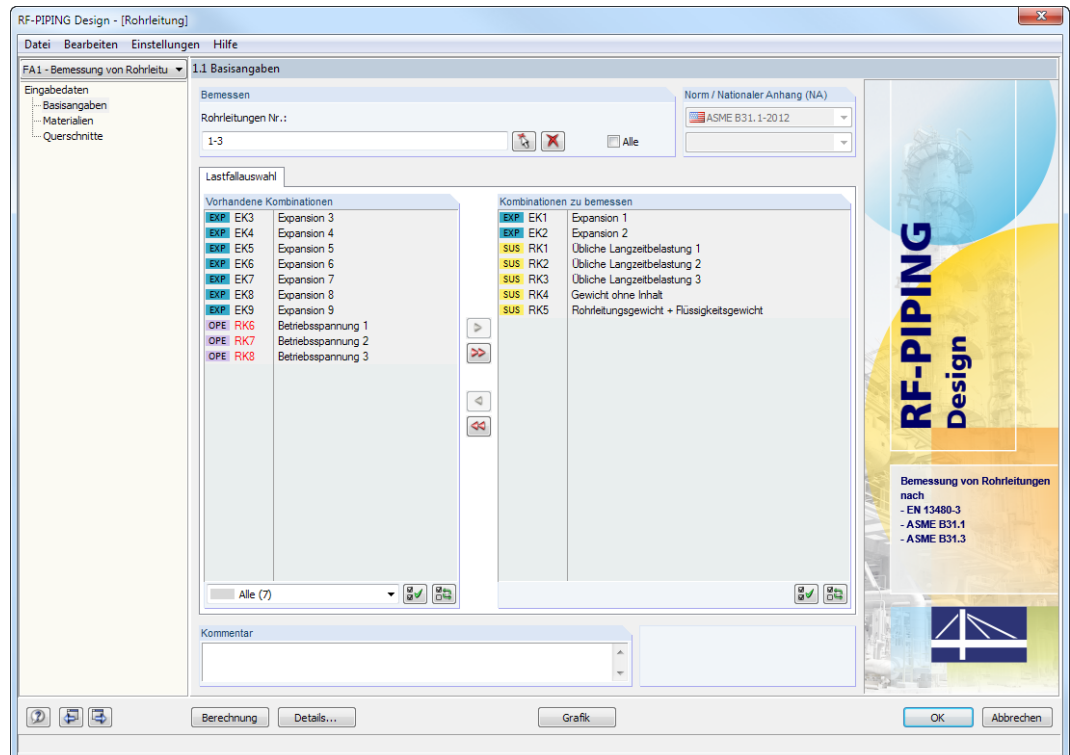 RF-PIPING Design - [Rohrleitung]
Datei Bearbeiten Einstellungen Hilfe
FA1 - Bemessung von Rohrleitu
1.1 Basisangaben
Eingabedaten
Basisangaben
Materialien
Querschnitte
Bemessen
Rohrleitungen Nr.:
1-3
Alle
Norm / Nationaler Anhang (NA)
ASME B31.1-2012
Lastfallauswahl
Vorhandene Kombinationen
EXP EK3 Expansion 3
EXP EK4 Expansion 4
EXP EK5 Expansion 5
EXP EK6 Expansion 6
EXP EK7 Expansion 7
EXP EK8 Expansion 8
EXP EK9 Expansion 9
OPE RK6 Betriebsspannung 1
OPE RK7 Betriebsspannung 2
OPE RK8 Betriebsspannung 3
Alle (7)
Kombinationen zu bemessen
EXP EK1 Expansion 1
EXP EK2 Expansion 2
SUS RK1 Übliche Langzeitbelastung 1
SUS RK2 Übliche Langzeitbelastung 2
SUS RK3 Übliche Langzeitbelastung 3
SUS RK4 Gewicht ohne Inhalt
SUS RK5 Rohrleitungsgewicht + Flüssigkeitsgewicht
Kommentar
RF-PIPING
Design
Bemessung von Rohrleitungen
nach
- EN 13480-3
- ASME B31.1
- ASME B31.3
Berechnung
Details...
Grafik
OK
Abbrechen